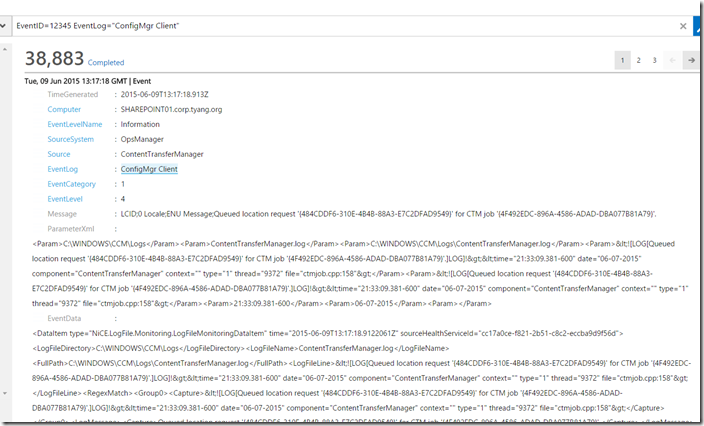 EventID=12345 EventLog="ConfigMgr Client"
38,883 Completed
1 2 3
Tue, 09 Jun 2015 13:17:18 GMT | Event
TimeGenerated : 2015-06-09T13:17:18.913Z
Computer : SHAREPOINT01.corp.tyang.org
EventLevelName : Information
SourceSystem : OpsManager
Source : ContentTransferManager
EventLog : ConfigMgr Client
EventCategory : 1
EventLevel : 4
Message : LCID;0 Locale;ENU Message;Queued location request '{484CDDF6-310E-4B4B-88A3-E7C2DFAD9549}' for CTM job '{4F492EDC-896A-4586-ADAD-DBA077B81A79}'.
ParameterXml :
<Param>C:\WINDOWS\CCM\Logs</Param><Param>ContentTransferManager.log</Param><Param>C:\WINDOWS\CCM\Logs\ContentTransferManager.log</Param><Param>&lt;![LOG[Queued
location request '{484CDDF6-310E-4B4B-88A3-E7C2DFAD9549}' for CTM job '{4F492EDC-896A-4586-ADAD-DBA077B81A79}'.]LOG]!&gt;&lt;time="21:33:09.381-600" date="06-07-2015"
component="ContentTransferManager" context="" type="1" thread="9372" file="ctmjob.cpp:158"&gt;</Param><Param>&lt;![LOG[Queued location request '{484CDDF6-310E-4B4B-88A3-
E7C2DFAD9549}' for CTM job '{4F492EDC-896A-4586-ADAD-DBA077B81A79}'.]LOG]!&gt;&lt;time="21:33:09.381-600" date="06-07-2015" component="ContentTransferManager" context="" type="1"
thread="9372" file="ctmjob.cpp:158"&gt;</Param><Param>21:33:09.381-600</Param><Param>06-07-2015</Param><Param></Param>
EventData :
<DataItem type="NiCE.LogFile.Monitoring.LogFileMonitoringDataItem" time="2015-06-09T13:17:18.9122061Z" sourceHealthServiceId="cc17a0ce-f821-2b51-c8c2-eccba9d9f56d">
<LogFileDirectory>C:\WINDOWS\CCM\Logs</LogFileDirectory><LogFileName>ContentTransferManager.log</LogFileName>
<FullPath>C:\WINDOWS\CCM\Logs\ContentTransferManager.log</FullPath><LogFileLine>&lt;![LOG[Queued location request '{484CDDF6-310E-4B4B-88A3-E7C2DFAD9549}' for CTM job '{4F492EDC-
896A-4586-ADAD-DBA077B81A79}'.]LOG]!&gt;&lt;time="21:33:09.381-600" date="06-07-2015" component="ContentTransferManager" context="" type="1" thread="9372" file="ctmjob.cpp:158"&gt;
</LogFileLine><RegexMatch><Group0><Capture>&lt;![LOG[Queued location request '{484CDDF6-310E-4B4B-88A3-E7C2DFAD9549}' for CTM job '{4F492EDC-896A-4586-ADAD-
DBA077B81A79}'.]LOG]!&gt;&lt;time="21:33:09.381-600" date="06-07-2015" component="ContentTransferManager" context="" type="1" thread="9372" file="ctmjob.cpp:158"&gt;</Capture>